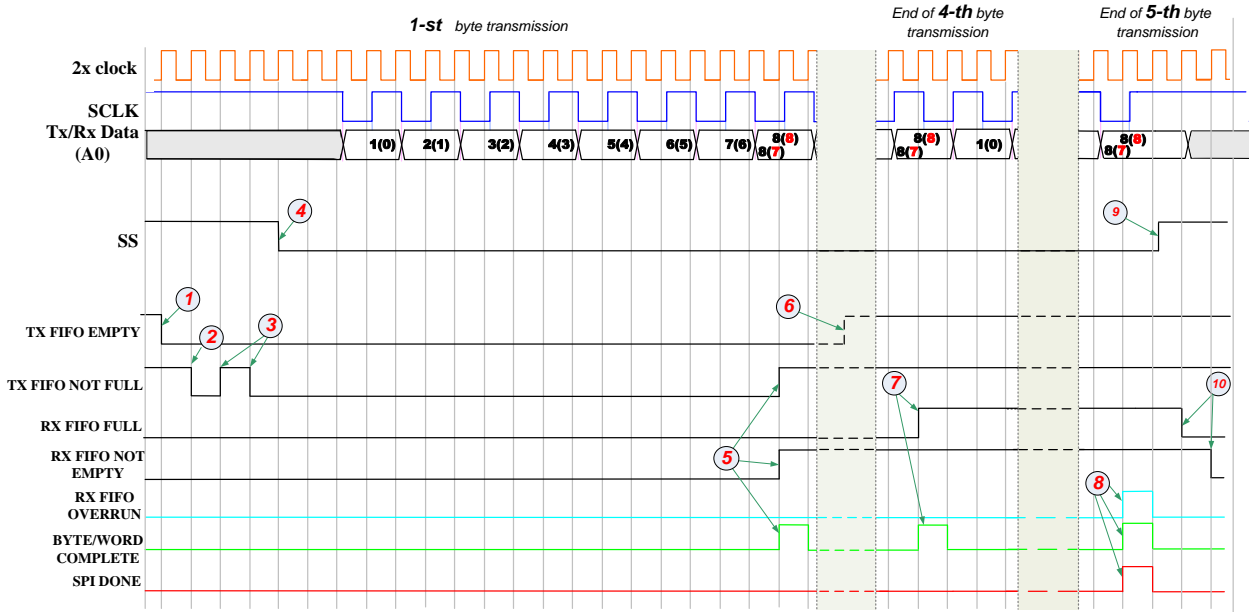 1-st byte transmission
End of 4-th byte
transmission
End of 5-th byte
transmission
2x clock
SCLK
Tx/Rx Data
(A0)
1(0) 2(1) 3(2) 4(3) 5(4) 6(5) 7(6) 8(8) 8(7) 8(8) 8(7) 1(0) 8(8) 8(7)
4
9
SS
1
6
2
3
TX FIFO EMPTY
TX FIFO NOT FULL
7
10
RX FIFO FULL
5
RX FIFO NOT
EMPTY
8
RX FIFO
OVERRUN
BYTE/WORD
COMPLETE
SPI DONE